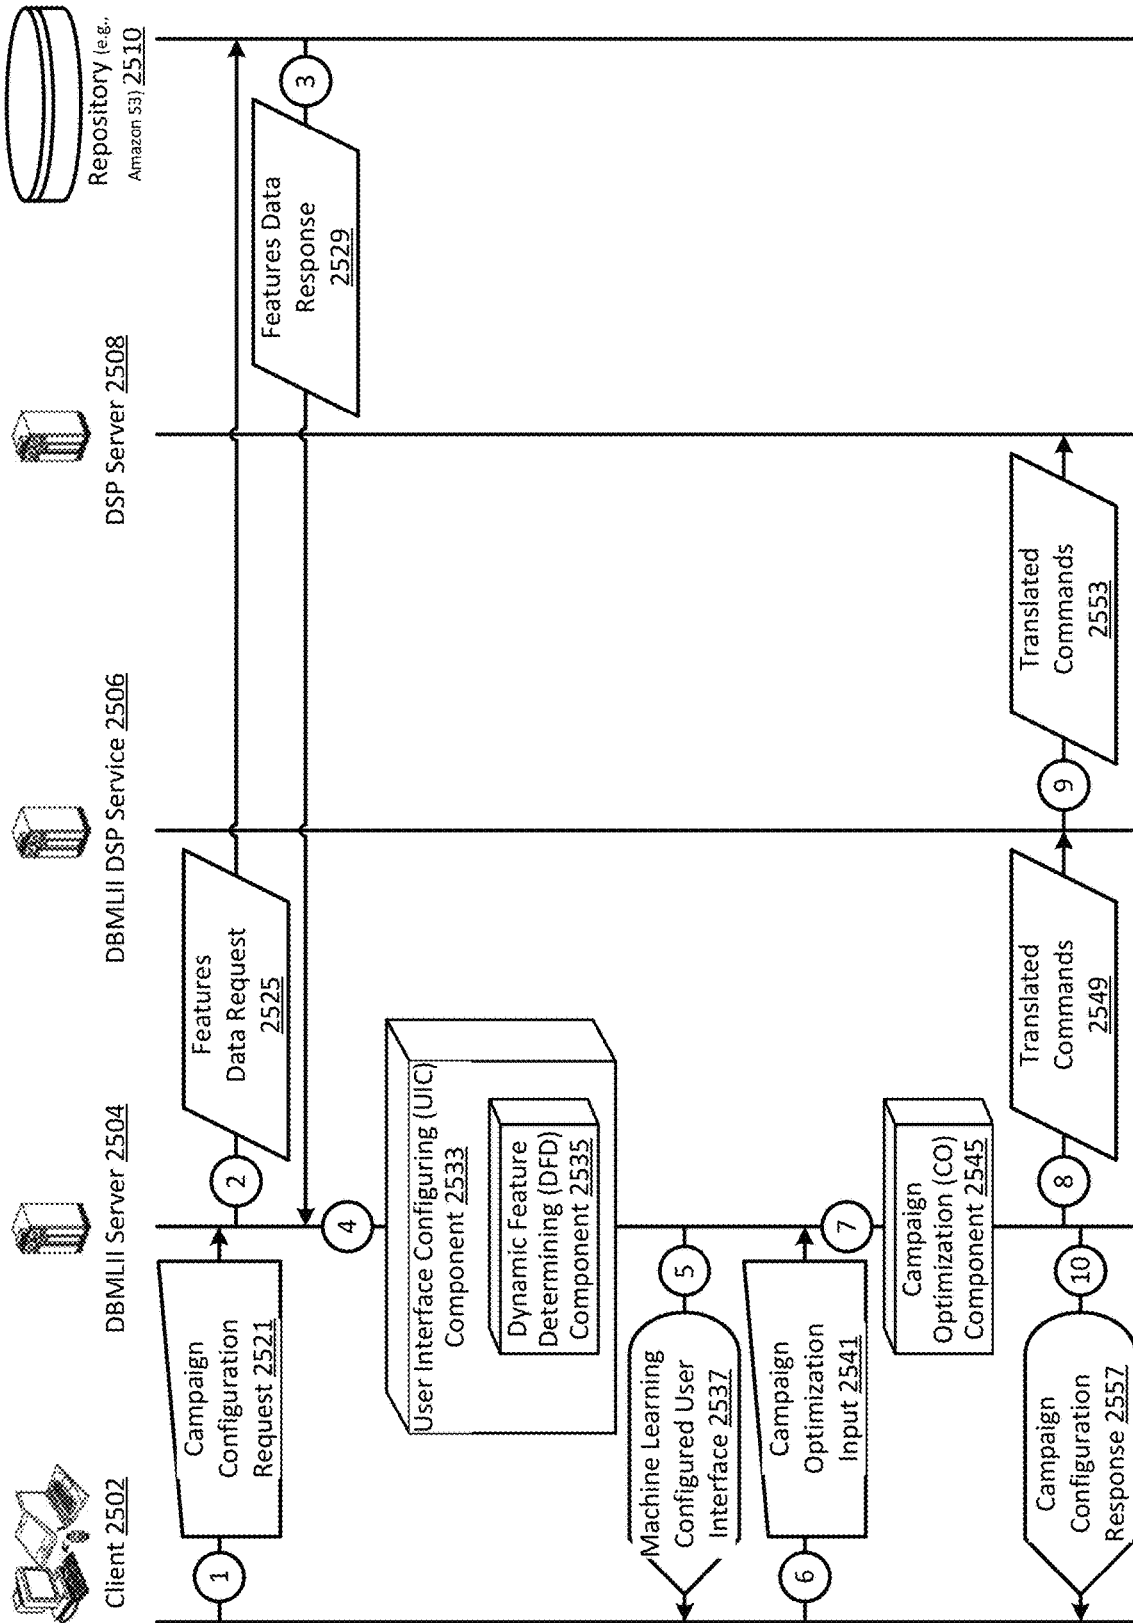 Client 2502
DBMLII Server 2504
DBMLII DSP Service 2506
DSP Server 2508
Repository (e.g.,
Amazon S3) 2510
1
Campaign
Configuration
Request 2521
2
Features
Data Request
2525
3
Features Data
Response
2529
4
User Interface Configuring (UIC)
Component 2533
Dynamic Feature
Determining (DFD)
Component 2535
5
Machine Learning
Configured User
Interface 2537
6
Campaign
Optimization
Input 2541
7
Campaign
Optimization (CO)
Component 2545
8
Translated
Commands
2549
9
Translated
Commands
2553
10
Campaign
Configuration
Response 2557